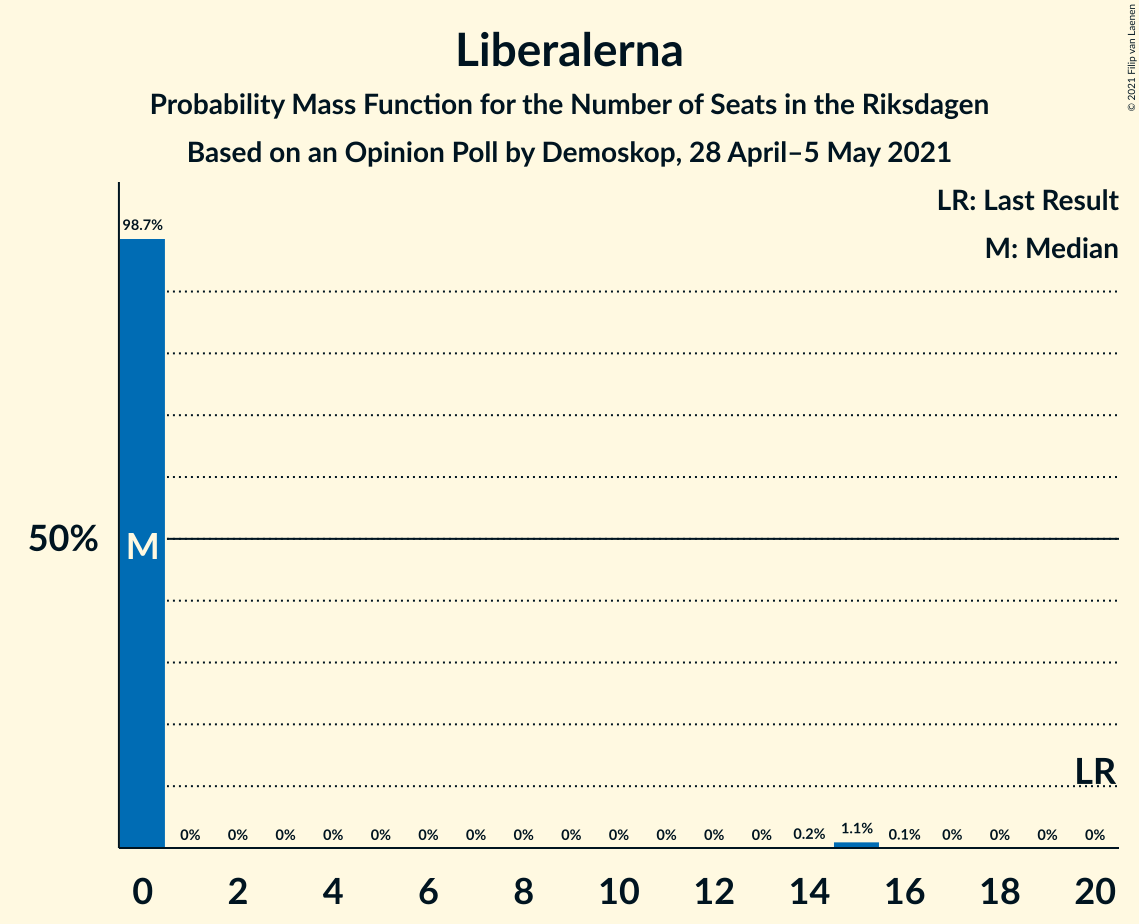 Liberalerna
Probability Mass Function for the Number of Seats in the Riksdagen
Based on an Opinion Poll by Demoskop, 28 April–5 May 2021
© 2021 Filip van Laenen
LR: Last Result
M: Median
98.7%
50%
M
LR
0% 0% 0% 0% 0% 0% 0% 0% 0% 0% 0% 0% 0% 0.2% 1.1% 0.1% 0% 0% 0% 0%
0 2 4 6 8 10 12 14 16 18 20